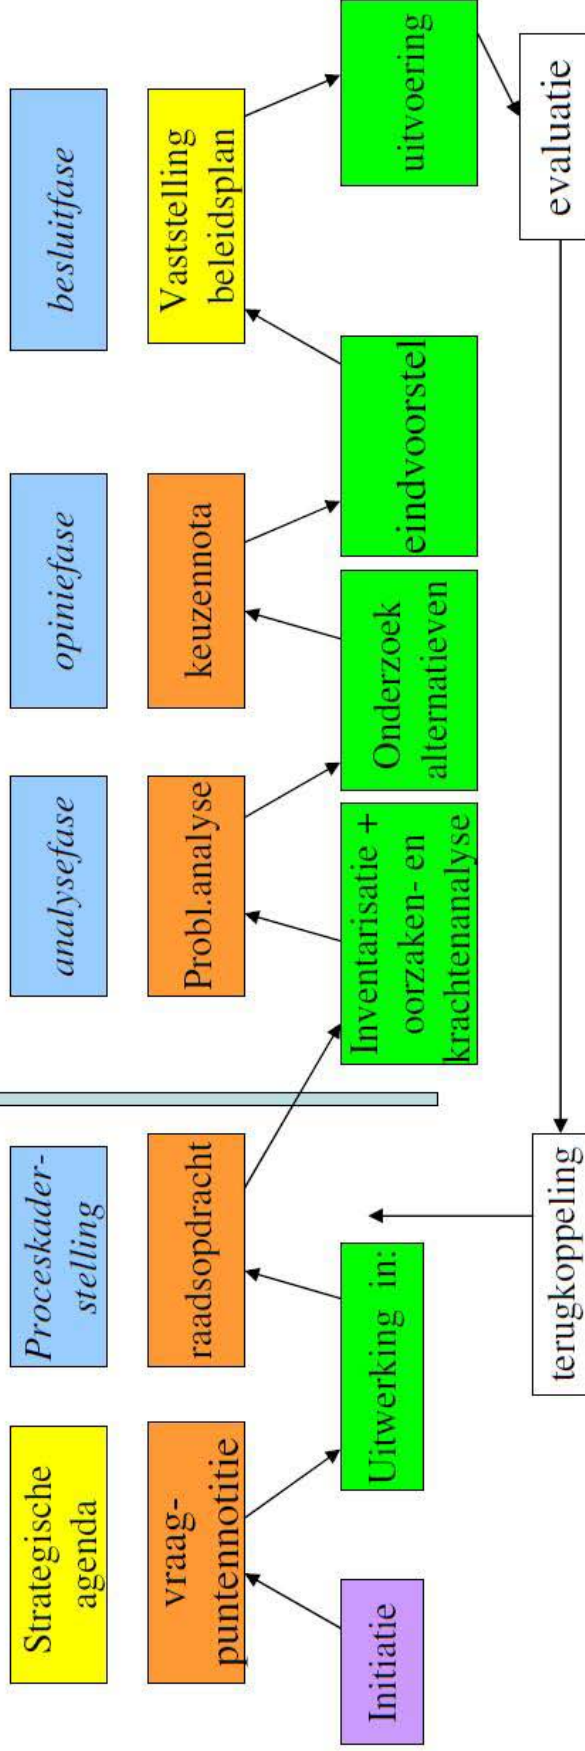 Strategische
agenda
Proceskader-
stelling
analysefase
opiniefase
besluitfase
vraag-
puntennotitie
raadsopdracht
Probl.analyse
keuzennota
Vaststelling
beleidsplan
Initiatie
Uitwerking in:
Inventarisatie +
oorzaken- en
krachtenanalyse
Onderzoek
alternatieven
eindvoorstel
uitvoering
terugkoppeling
evaluatie